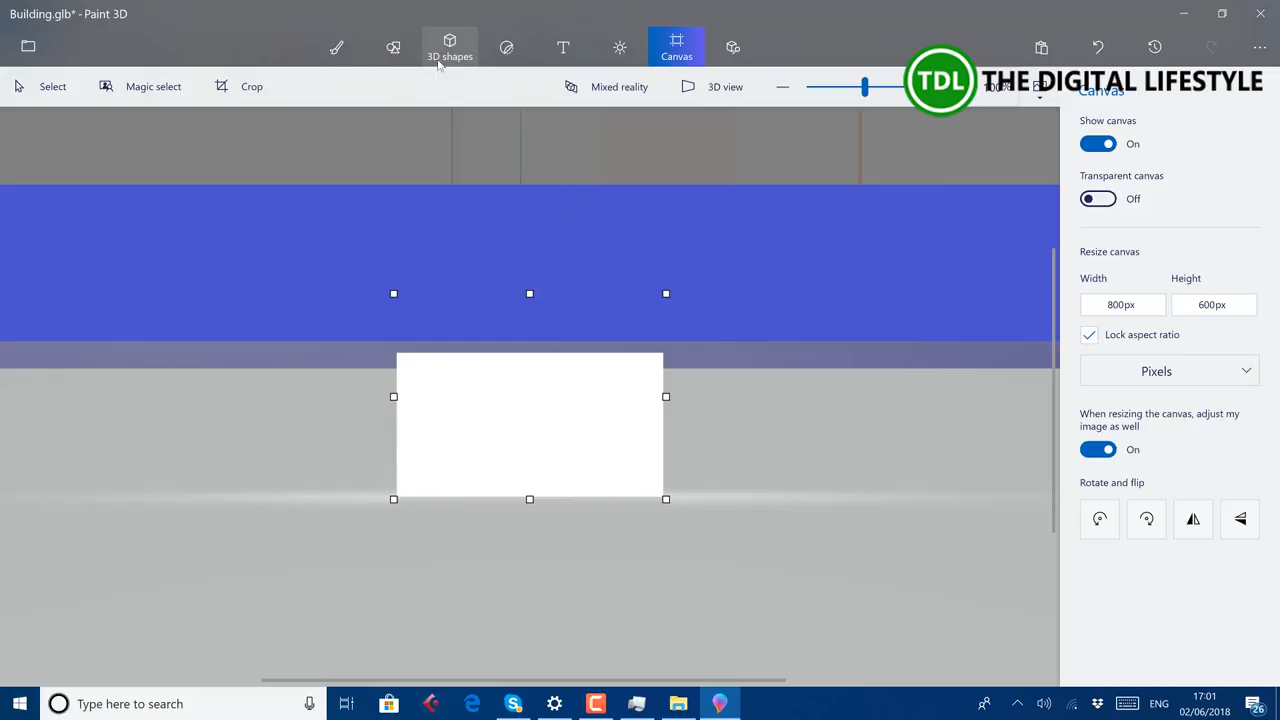 Building.glb* - Paint 3D
3D shapes
Canvas
Select
Magic select
Crop
Mixed reality
3D view
TDL THE DIGITAL LIFESTYLE
Canvas
Show canvas
On
Transparent canvas
Off
Resize canvas
Width
Height
800px
600px
Lock aspect ratio
Pixels
When resizing the canvas, adjust my
image as well
On
Rotate and flip
Type here to search
ENG
17:01
02/06/2018
26